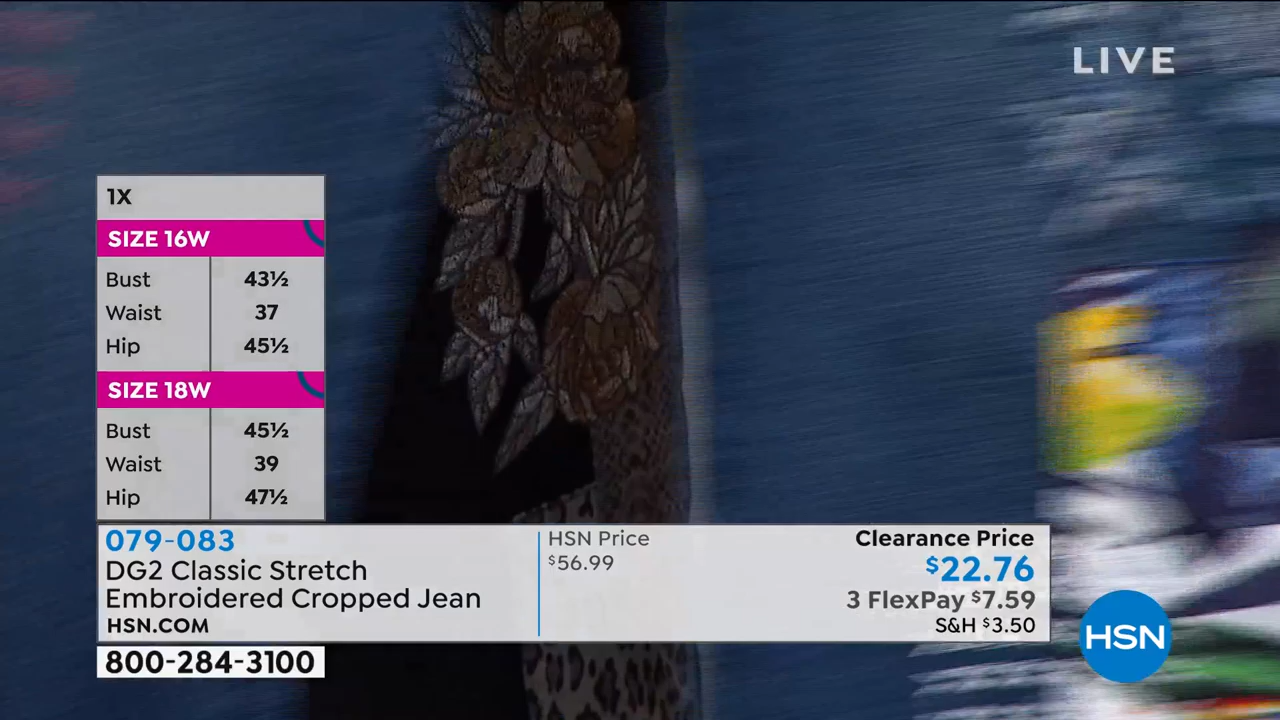 LIVE
1X
SIZE 16W
Bust 43½
Waist 37
Hip 45½
SIZE 18W
Bust 45½
Waist 39
Hip 47½
079-083
DG2 Classic Stretch
Embroidered Cropped Jean
HSN.COM
HSN Price
$56.99
Clearance Price
$22.76
3 FlexPay $7.59
S&H $3.50
800-284-3100
HSN